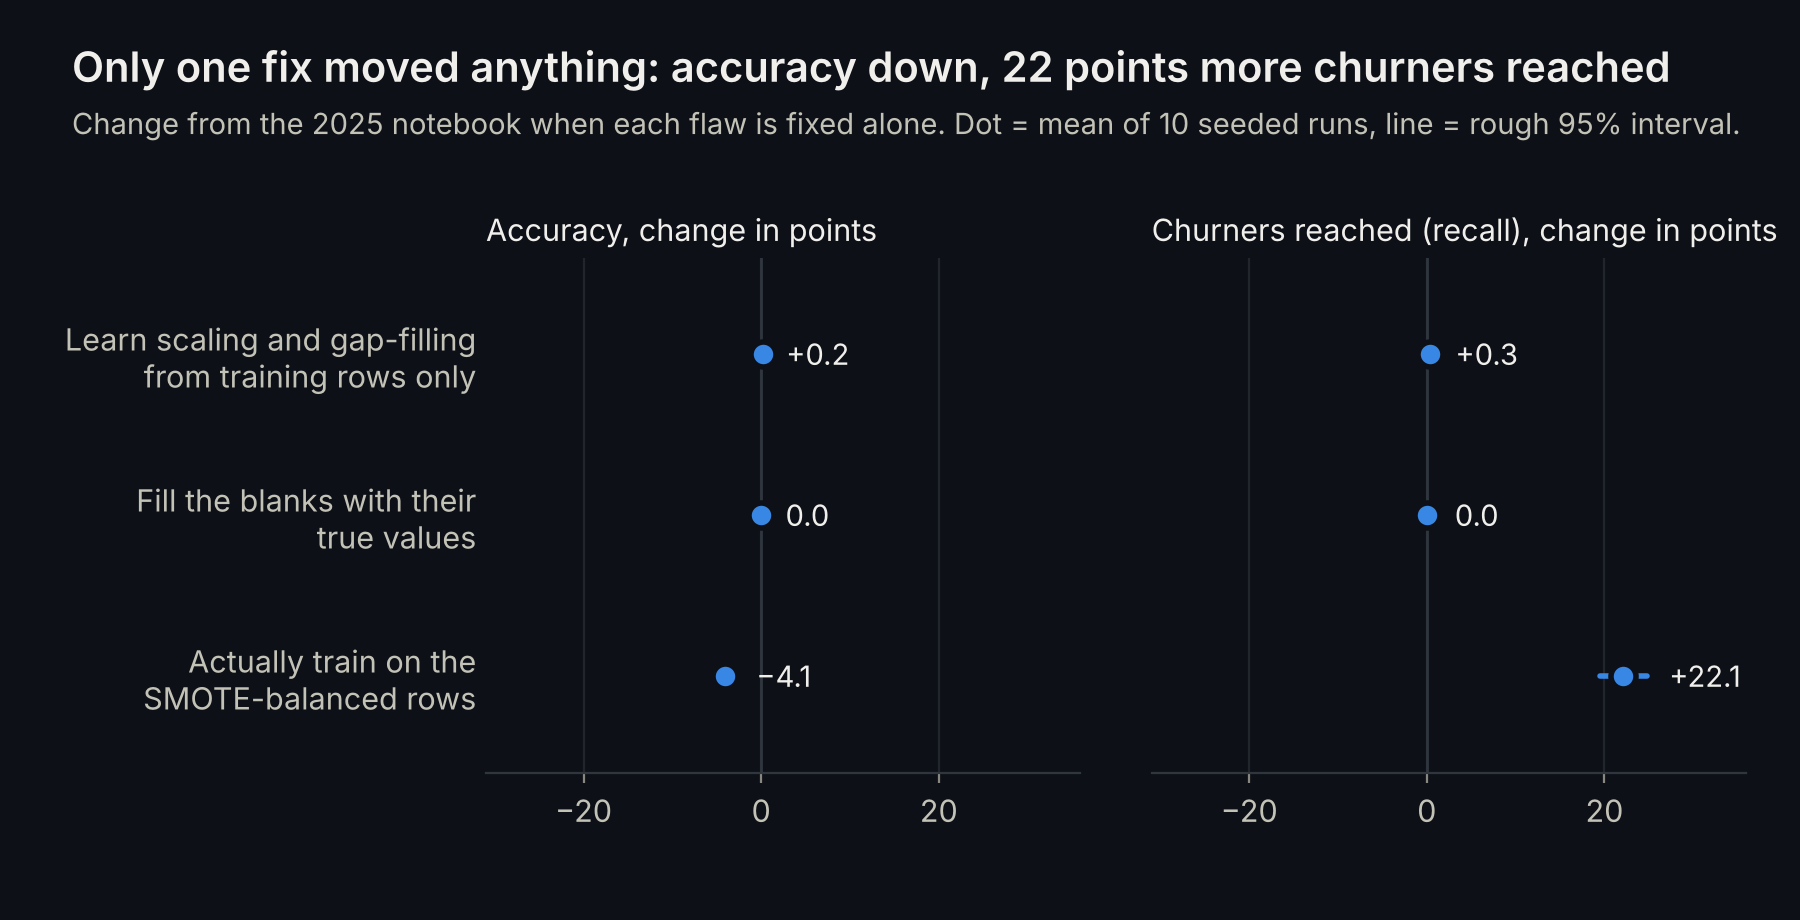 Only one fix moved anything: accuracy down, 22 points more churners reached
Change from the 2025 notebook when each flaw is fixed alone. Dot = mean of 10 seeded runs, line = rough 95% interval.
Accuracy, change in points
Churners reached (recall), change in points
Learn scaling and gap-filling
from training rows only
+0.2
+0.3
Fill the blanks with their
true values
0.0
0.0
Actually train on the
SMOTE-balanced rows
−4.1
+22.1
−20 0 20
−20 0 20